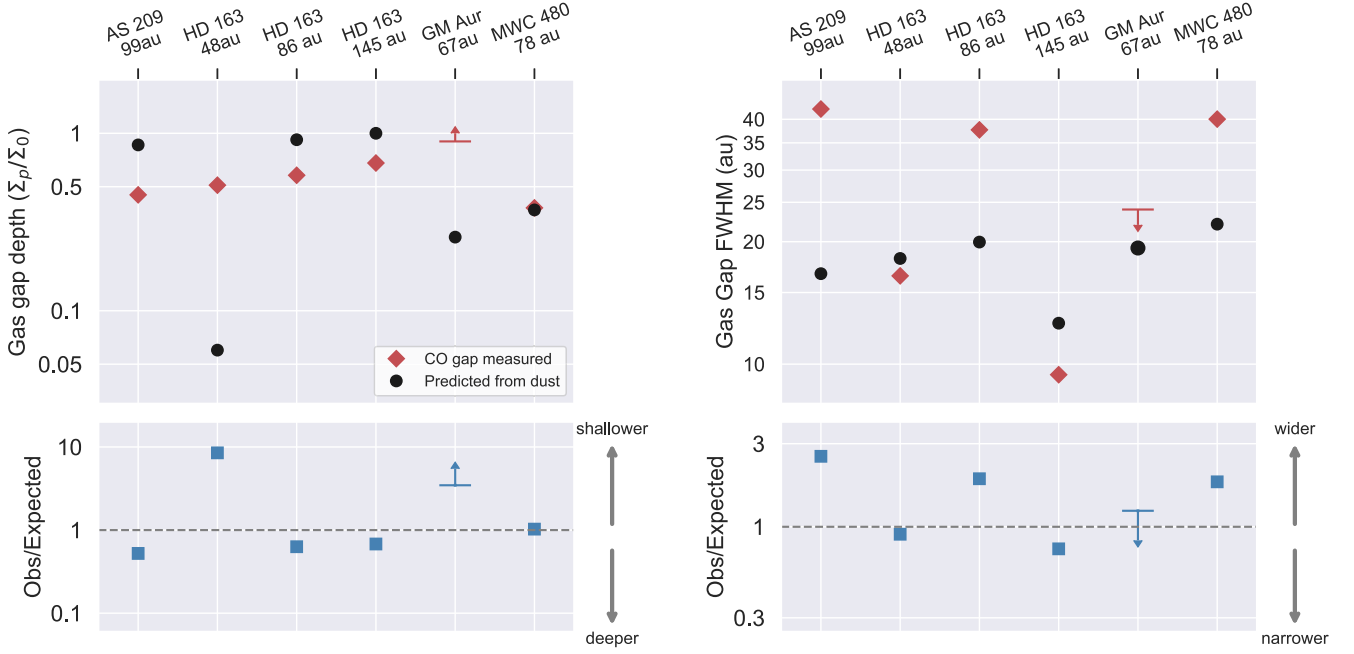 AS 209
99au
HD 163
48au
HD 163
86 au
HD 163
145 au
GM Aur
67au
MWC 480
78 au
Gas gap depth (Σp/Σ0)
1
0.5
0.1
0.05
CO gap measured
Predicted from dust
Obs/Expected
10
1
0.1
shallower
deeper
AS 209
99au
HD 163
48au
HD 163
86 au
HD 163
145 au
GM Aur
67au
MWC 480
78 au
Gas Gap FWHM (au)
40
35
30
25
20
15
10
Obs/Expected
3
1
0.3
wider
narrower